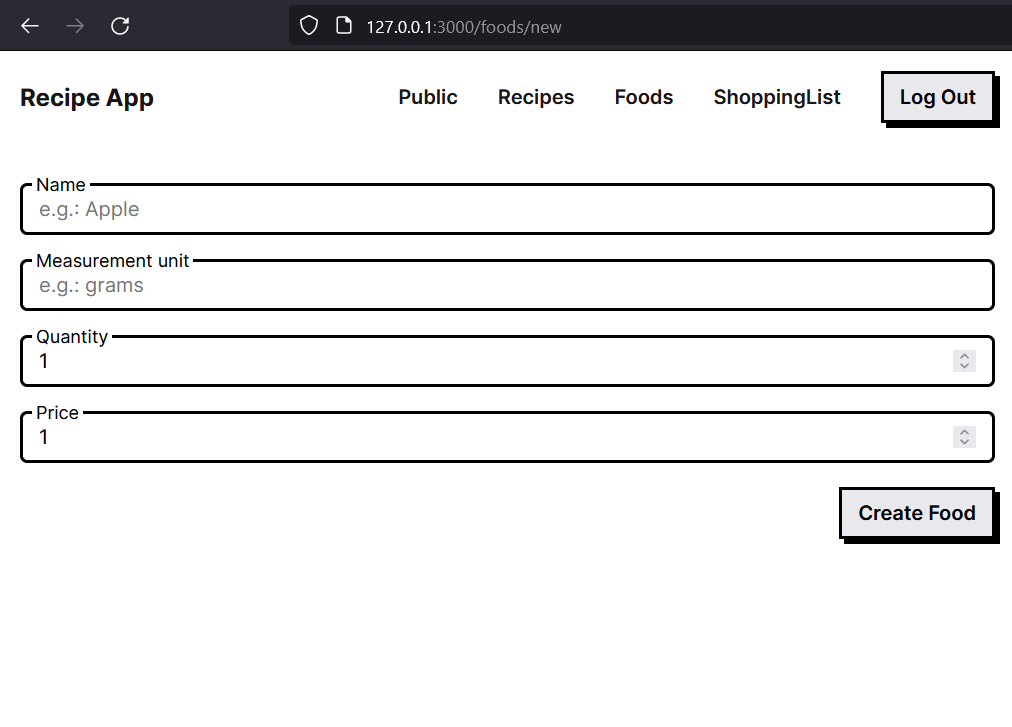 127.0.0.1:3000/foods/new
Recipe App Public Recipes Foods ShoppingList Log Out
Name
e.g.: Apple
Measurement unit
e.g.: grams
Quantity
1
Price
1
Create Food